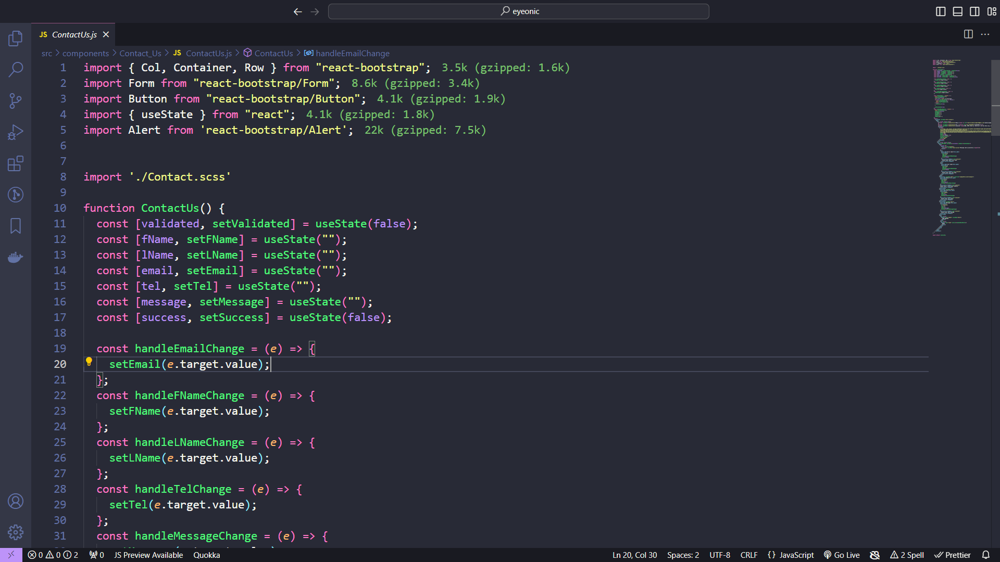 eyeonic
JS ContactUs.js
src > components > Contact_Us > JS ContactUs.js > ContactUs > handleEmailChange
1 import { Col, Container, Row } from "react-bootstrap"; 3.5k (gzipped: 1.6k)
2 import Form from "react-bootstrap/Form"; 8.6k (gzipped: 3.4k)
3 import Button from "react-bootstrap/Button"; 4.1k (gzipped: 1.9k)
4 import { useState } from "react"; 4.1k (gzipped: 1.8k)
5 import Alert from 'react-bootstrap/Alert'; 22k (gzipped: 7.5k)
6
7
8 import './Contact.scss'
9
10 function ContactUs() {
11 const [validated, setValidated] = useState(false);
12 const [fName, setFName] = useState("");
13 const [lName, setLName] = useState("");
14 const [email, setEmail] = useState("");
15 const [tel, setTel] = useState("");
16 const [message, setMessage] = useState("");
17 const [success, setSuccess] = useState(false);
18
19 const handleEmailChange = (e) => {
20 setEmail(e.target.value);
21 };
22 const handleFNameChange = (e) => {
23 setFName(e.target.value);
24 };
25 const handleLNameChange = (e) => {
26 setLName(e.target.value);
27 };
28 const handleTelChange = (e) => {
29 setTel(e.target.value);
30 };
31 const handleMessageChange = (e) => {
0 0 2 0 JS Preview Available Quokka Ln 20, Col 30 Spaces: 2 UTF-8 CRLF {} JavaScript Go Live 2 Spell Prettier